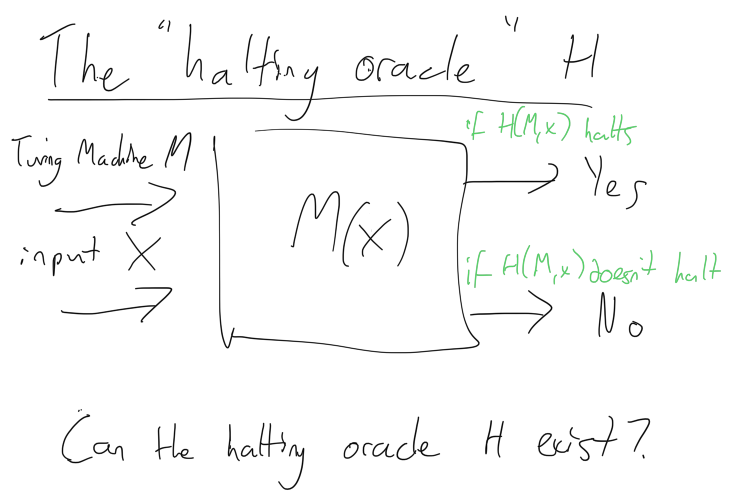 The "halting oracle" H
if H(M,x) halts
Turing Machine M
Yes
M(x)
input X
if H(M,x) doesn't halt
No
Can the halting oracle H exist?